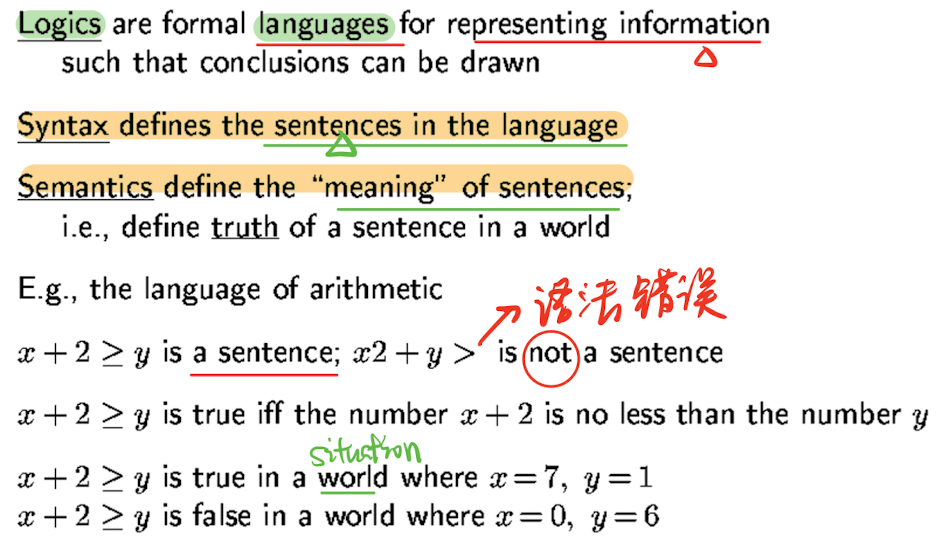 Logics are formal languages for representing information
such that conclusions can be drawn
Syntax defines the sentences in the language
Semantics define the “meaning” of sentences;
i.e., define truth of a sentence in a world
E.g., the language of arithmetic
语法错误
x + 2 ≥ y is a sentence; x2 + y > is not a sentence
x + 2 ≥ y is true iff the number x + 2 is no less than the number y
situation
x + 2 ≥ y is true in a world where x = 7, y = 1
x + 2 ≥ y is false in a world where x = 0, y = 6